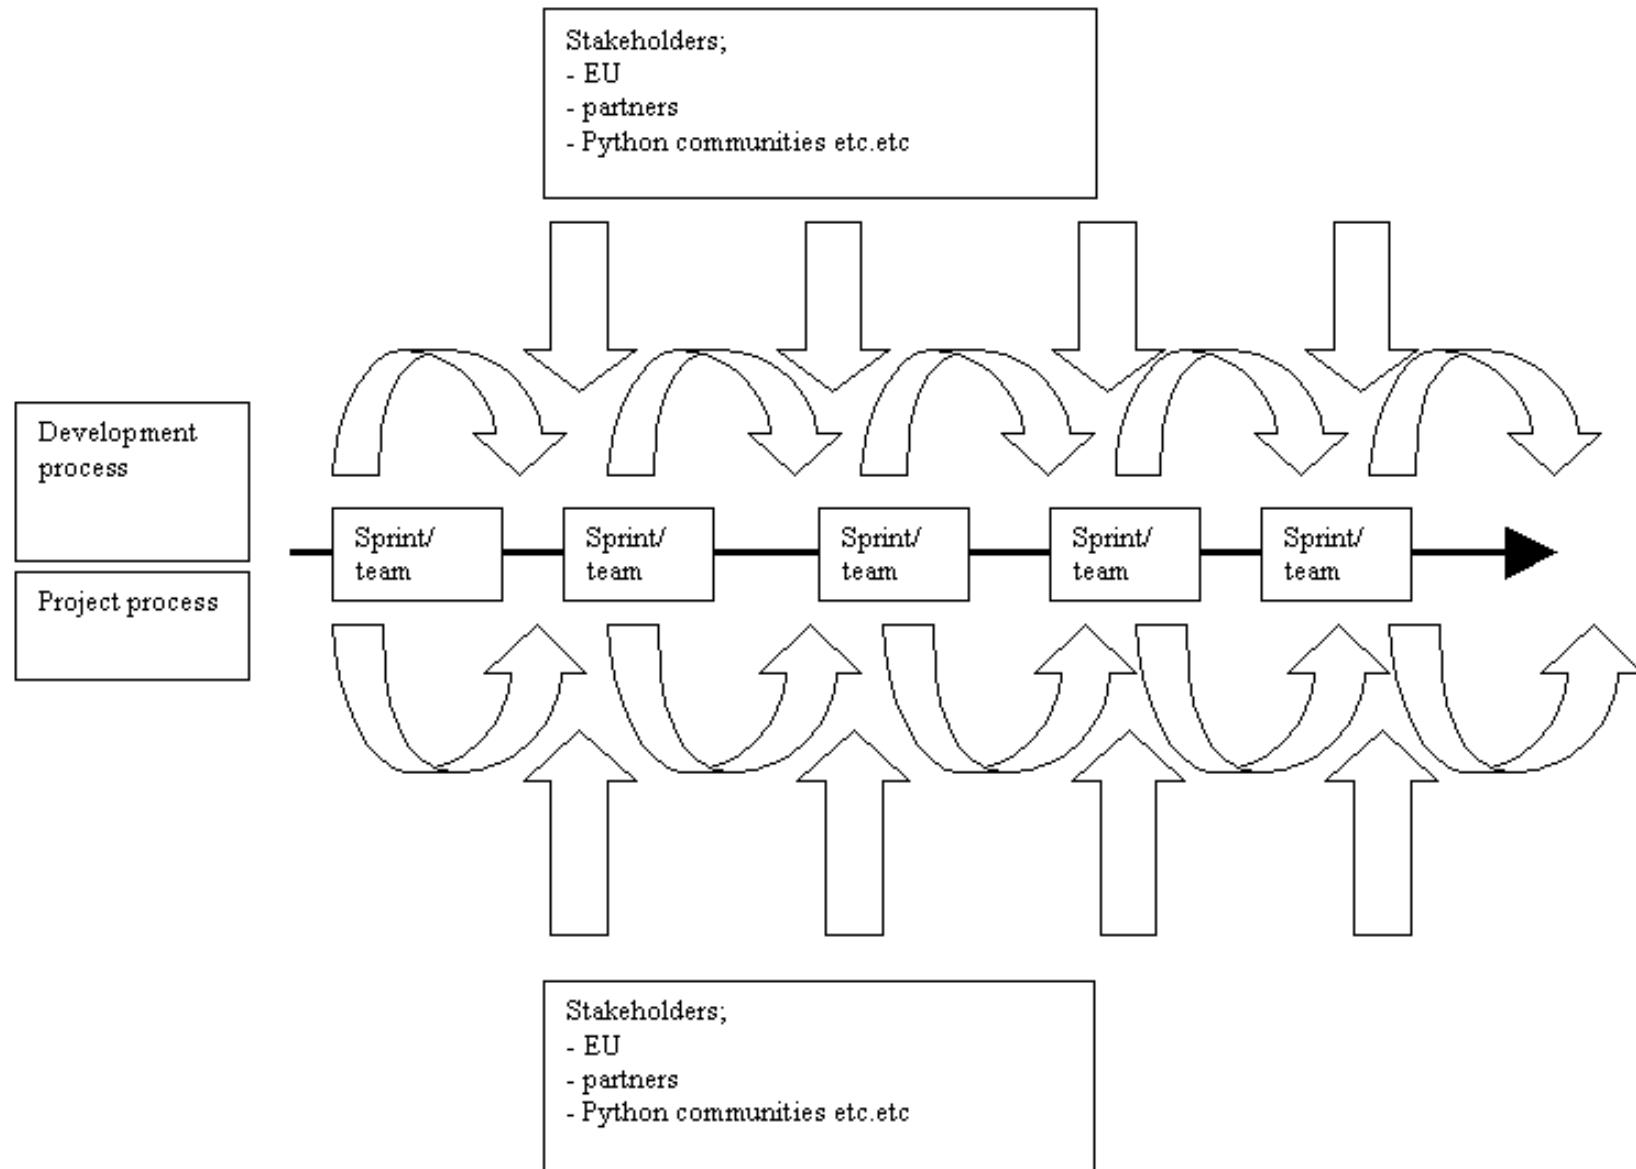 Stakeholders;
- EU
- partners
- Python communities etc.etc
Development
process
Project process
Sprint/
team
Sprint/
team
Sprint/
team
Sprint/
team
Sprint/
team
Stakeholders;
- EU
- partners
- Python communities etc.etc